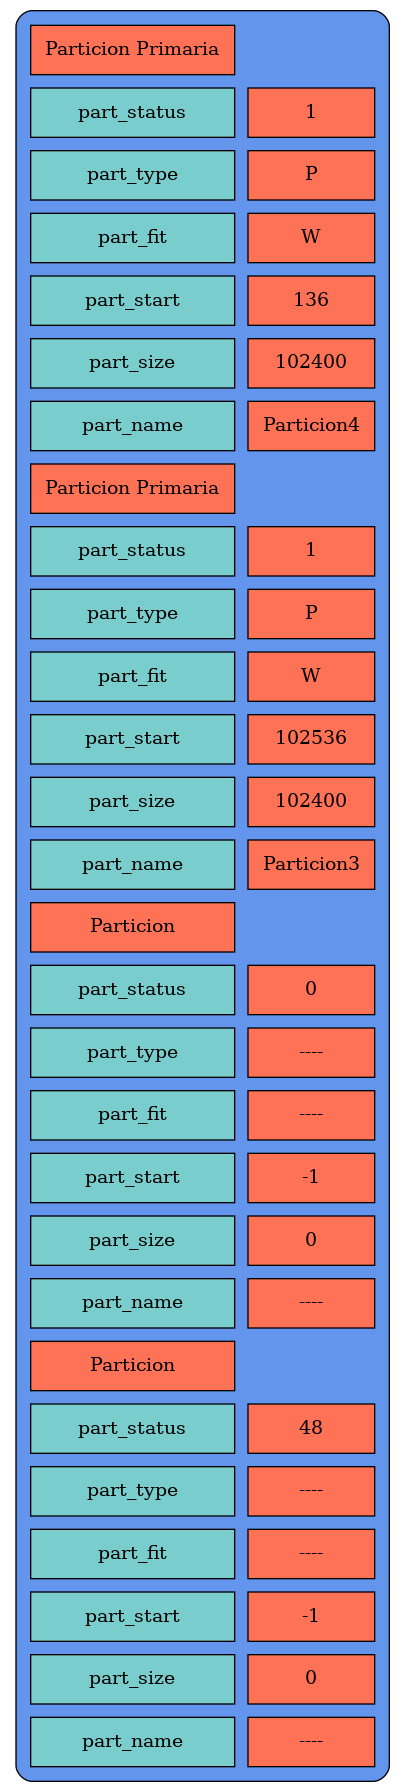 Particion Primaria
part_status 1
part_type P
part_fit W
part_start 136
part_size 102400
part_name Particion4
Particion Primaria
part_status 1
part_type P
part_fit W
part_start 102536
part_size 102400
part_name Particion3
Particion
part_status 0
part_type ----
part_fit ----
part_start -1
part_size 0
part_name ----
Particion
part_status 48
part_type ----
part_fit ----
part_start -1
part_size 0
part_name ----